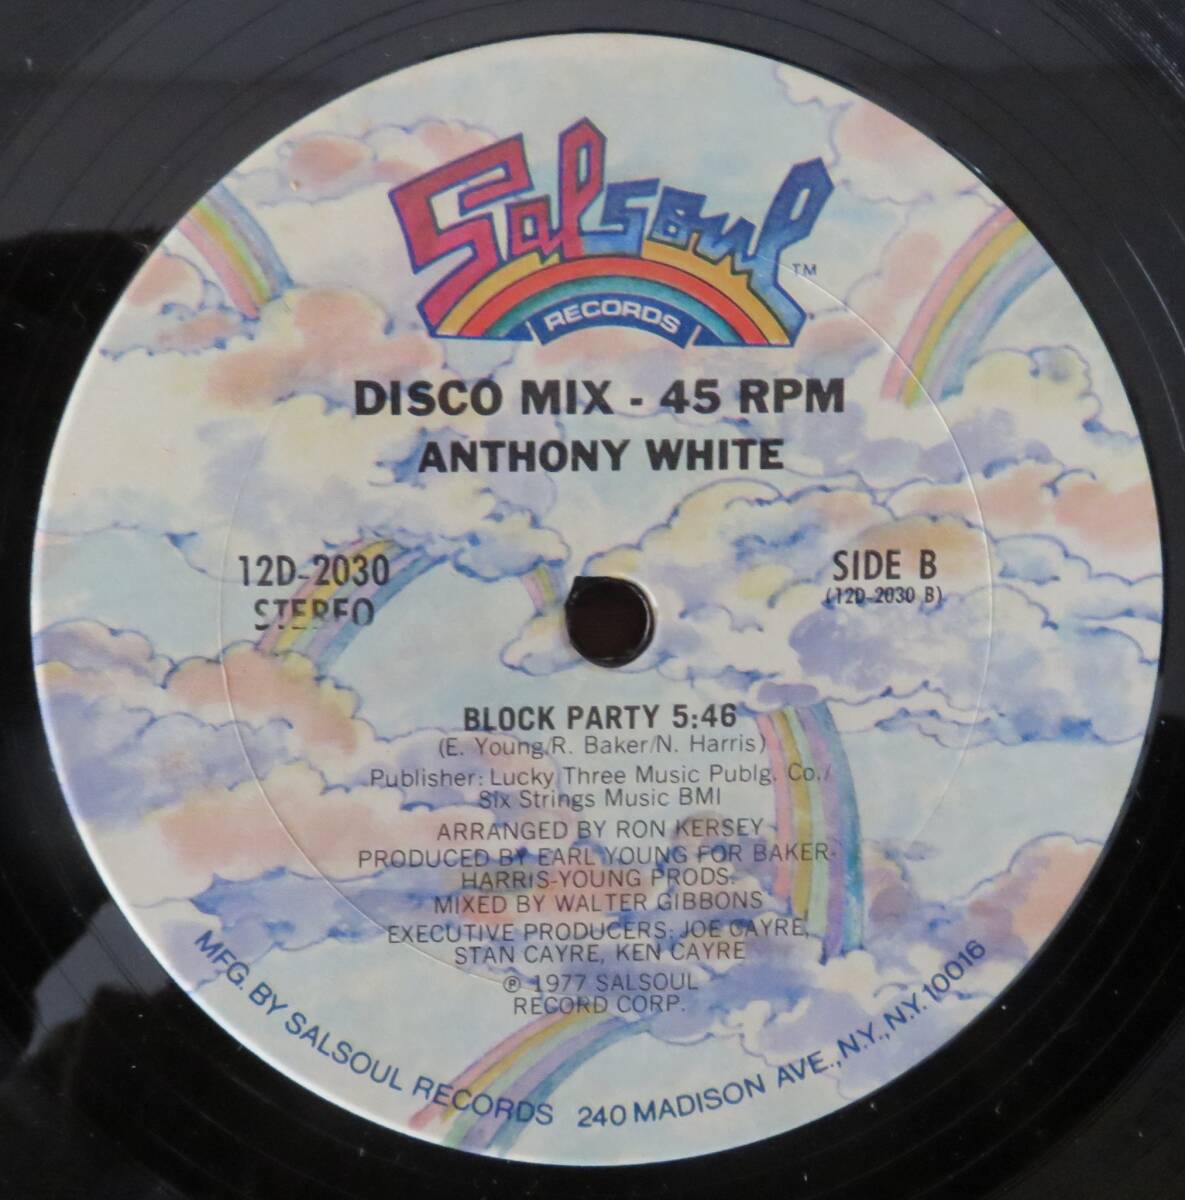 Salsoul TM
RECORDS
DISCO MIX - 45 RPM
ANTHONY WHITE
12D-2030
STEREO
SIDE B
(12D-2030 B)
BLOCK PARTY 5:46
(E. Young/R. Baker/N. Harris)
Publisher: Lucky Three Music Publg. Co./
Six Strings Music BMI
ARRANGED BY RON KERSEY
PRODUCED BY EARL YOUNG FOR BAKER-
HARRIS-YOUNG PRODS.
MIXED BY WALTER GIBBONS
EXECUTIVE PRODUCERS: JOE CAYRE,
STAN CAYRE, KEN CAYRE
℗ 1977 SALSOUL
RECORD CORP.
MFG. BY SALSOUL RECORDS 240 MADISON AVE., N.Y., N.Y. 10016